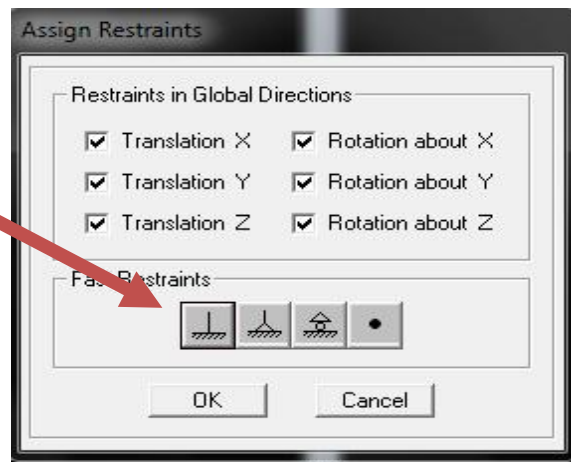 Assign Restraints
Restraints in Global Directions
Translation X
Rotation about X
Translation Y
Rotation about Y
Translation Z
Rotation about Z
Restraints
OK
Cancel